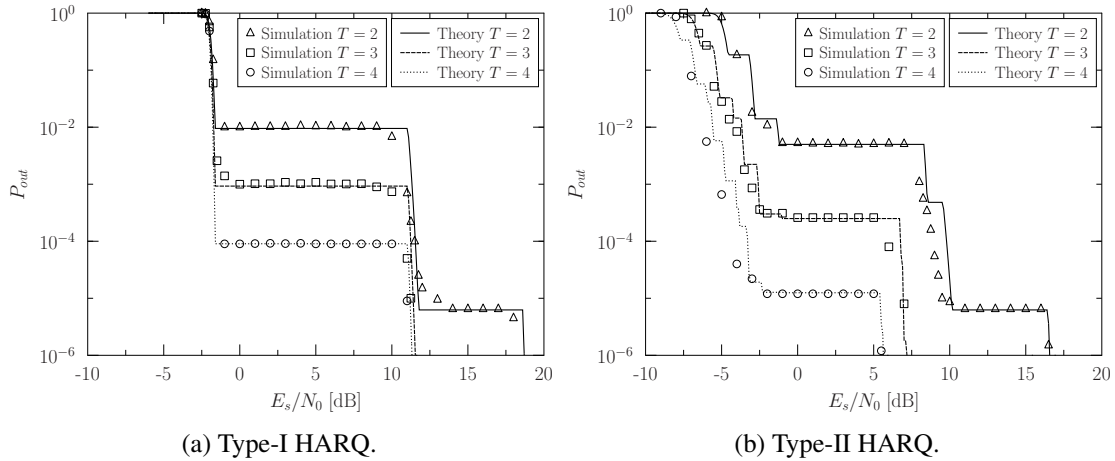 10^0
10^-2
10^-4
10^-6
P_out
-10 -5 0 5 10 15 20
E_s/N_0 [dB]
Simulation T = 2
Simulation T = 3
Simulation T = 4
Theory T = 2
Theory T = 3
Theory T = 4
(a) Type-I HARQ.
10^0
10^-2
10^-4
10^-6
P_out
-10 -5 0 5 10 15 20
E_s/N_0 [dB]
Simulation T = 2
Simulation T = 3
Simulation T = 4
Theory T = 2
Theory T = 3
Theory T = 4
(b) Type-II HARQ.